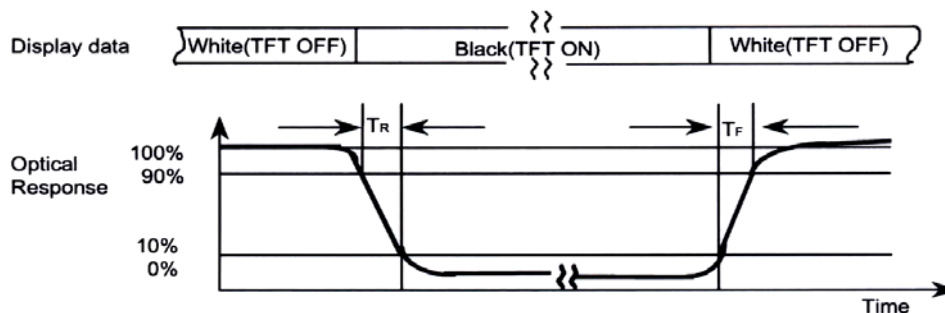 Display data
White(TFT OFF)
Black(TFT ON)
White(TFT OFF)
TR
TF
Optical
Response
100%
90%
10%
0%
Time